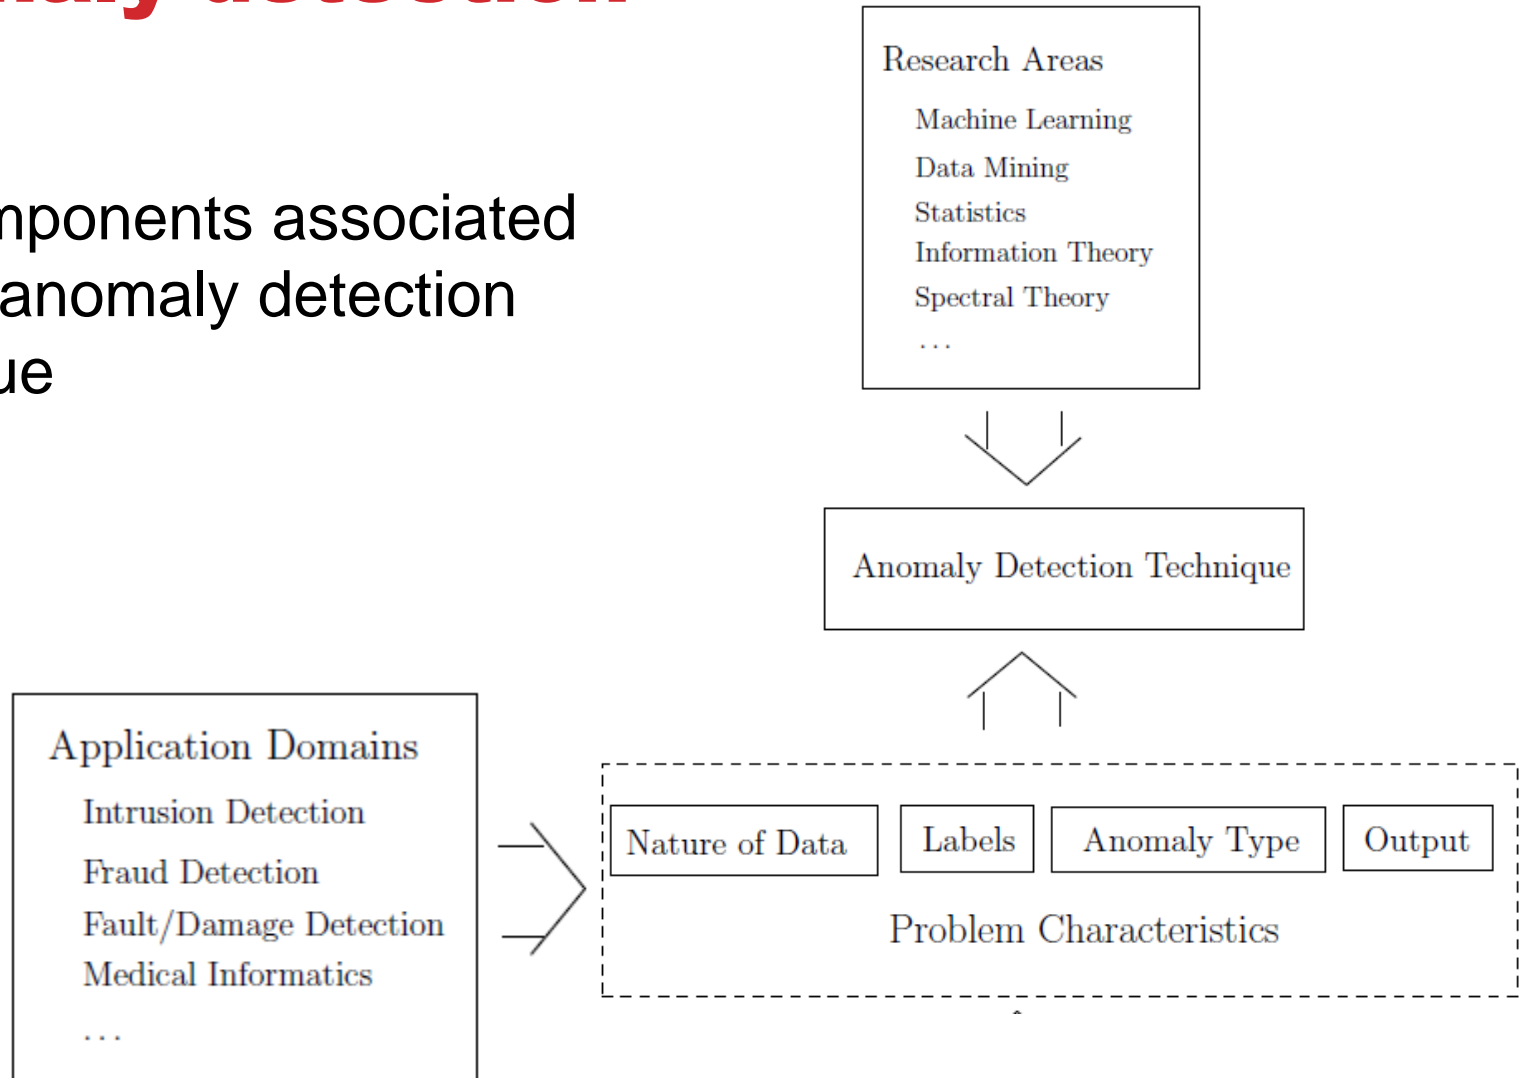 naly detection
mponents associated
anomaly detection
ue
Research Areas
Machine Learning
Data Mining
Statistics
Information Theory
Spectral Theory
...
Anomaly Detection Technique
Application Domains
Intrusion Detection
Fraud Detection
Fault/Damage Detection
Medical Informatics
...
Nature of Data
Labels
Anomaly Type
Output
Problem Characteristics